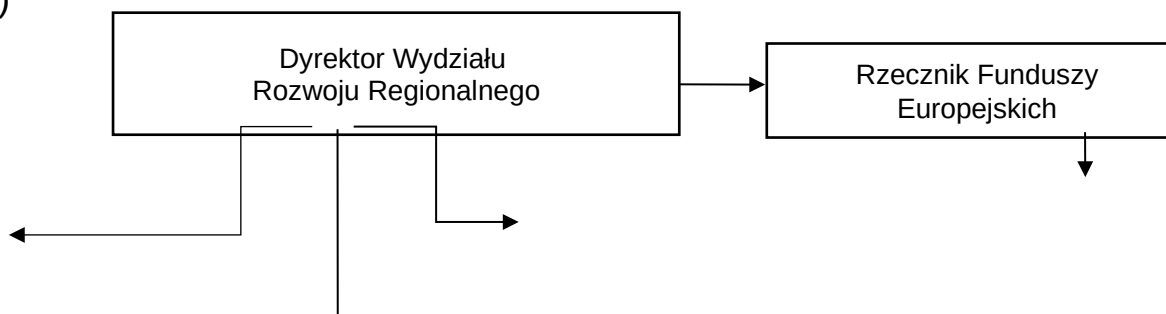 )
Dyrektor Wydziału
Rozwoju Regionalnego
Rzecznik Funduszy
Europejskich